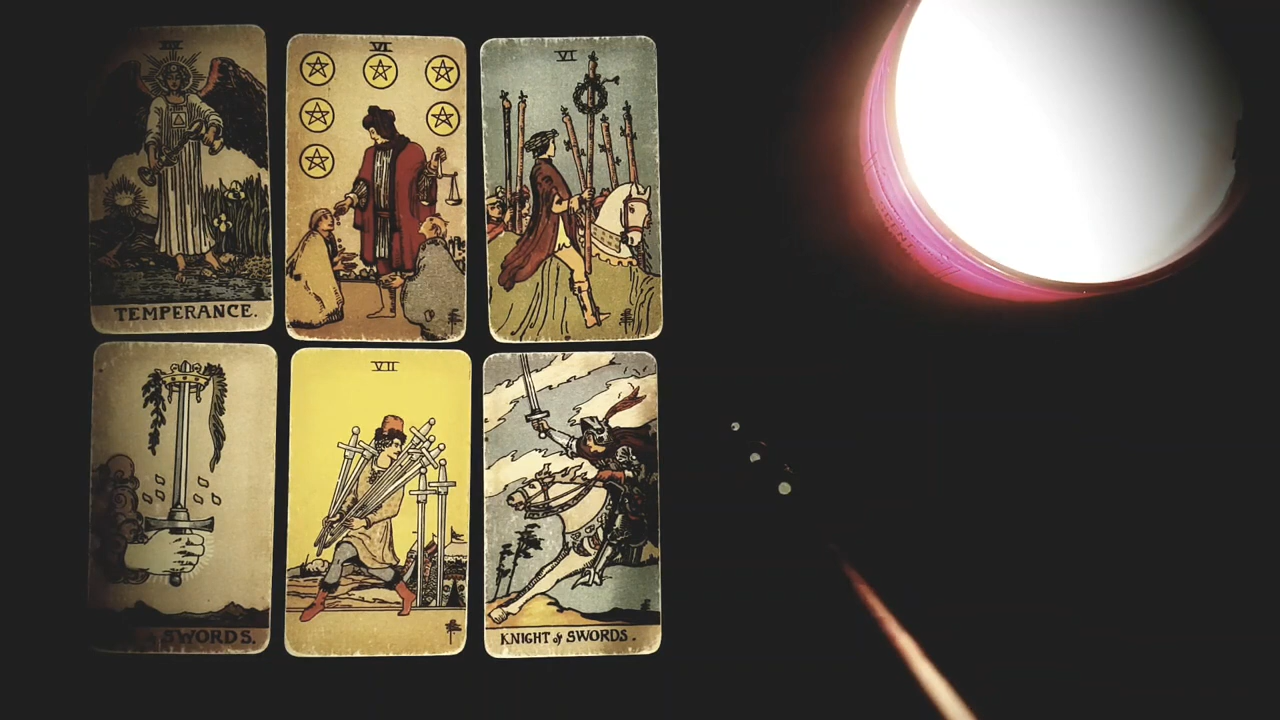 XIV
VI
VI
TEMPERANCE.
VII
SWORDS.
KNIGHT of SWORDS.